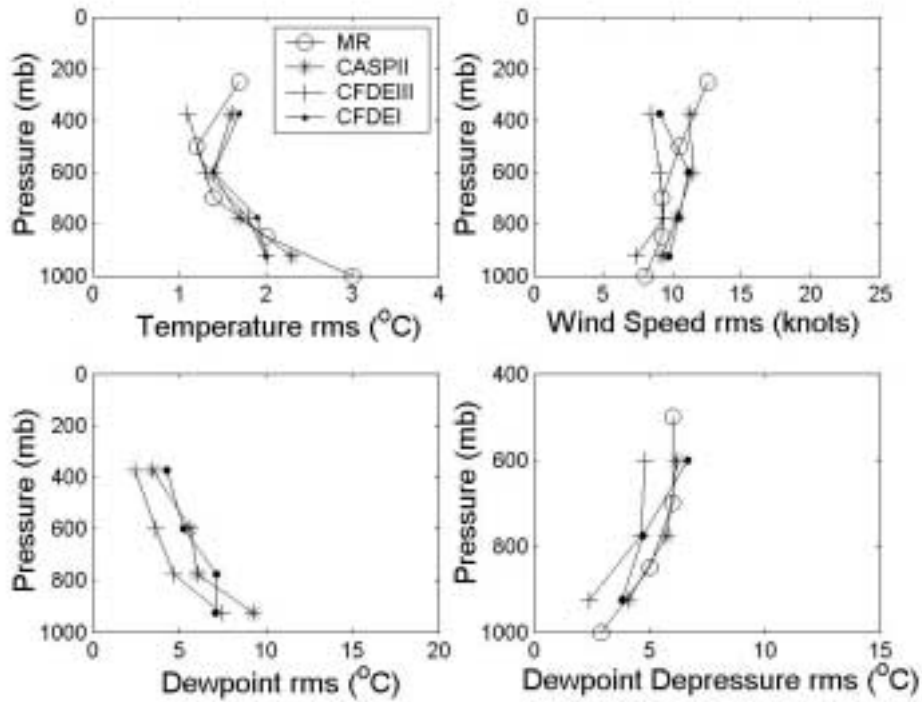 0
200
400
600
800
1000
Pressure (mb)
MR
CASPII
CFDEIII
CFDEI
0 1 2 3 4
Temperature rms (°C)
0
200
400
600
800
1000
Pressure (mb)
0 5 10 15 20 25
Wind Speed rms (knots)
0
200
400
600
800
1000
Pressure (mb)
0 5 10 15 20
Dewpoint rms (°C)
400
600
800
1000
Pressure (mb)
0 5 10 15
Dewpoint Depressure rms (°C)